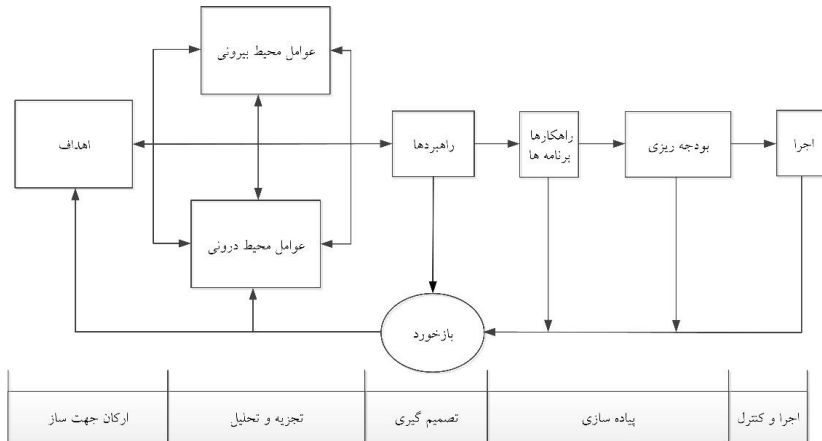 عوامل محیط بیرونی
اهداف
راهبردها
راهکارها
برنامه ها
بودجه ریزی
اجرا
عوامل محیط درونی
بازخورد
ارکان جهت ساز
تجزیه و تحلیل
تصمیم گیری
پیاده سازی
اجرا و کنترل